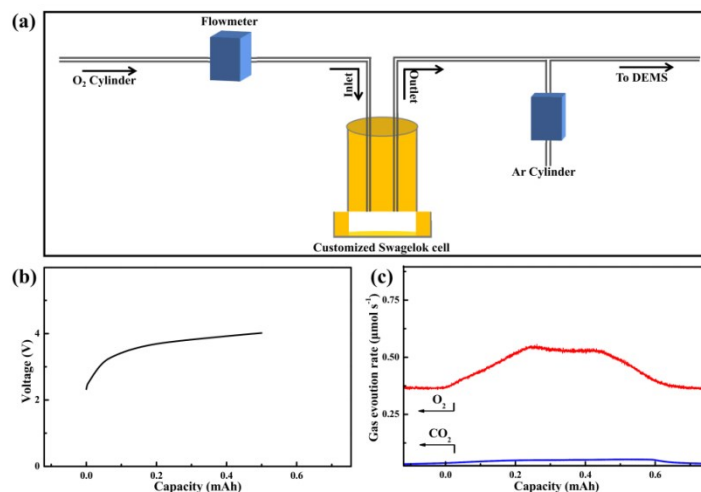 (a)
Flowmeter
O₂ Cylinder
Inlet
Outlet
To DEMS
Ar Cylinder
Customized Swagelok cell
(b)
Voltage (V)
4
2
0
0.0
0.2
0.4
0.6
Capacity (mAh)
(c)
Gas evoution rate (μmol s⁻¹)
0.75
0.50
0.25
O₂
CO₂
0.0
0.2
0.4
0.6
Capacity (mAh)